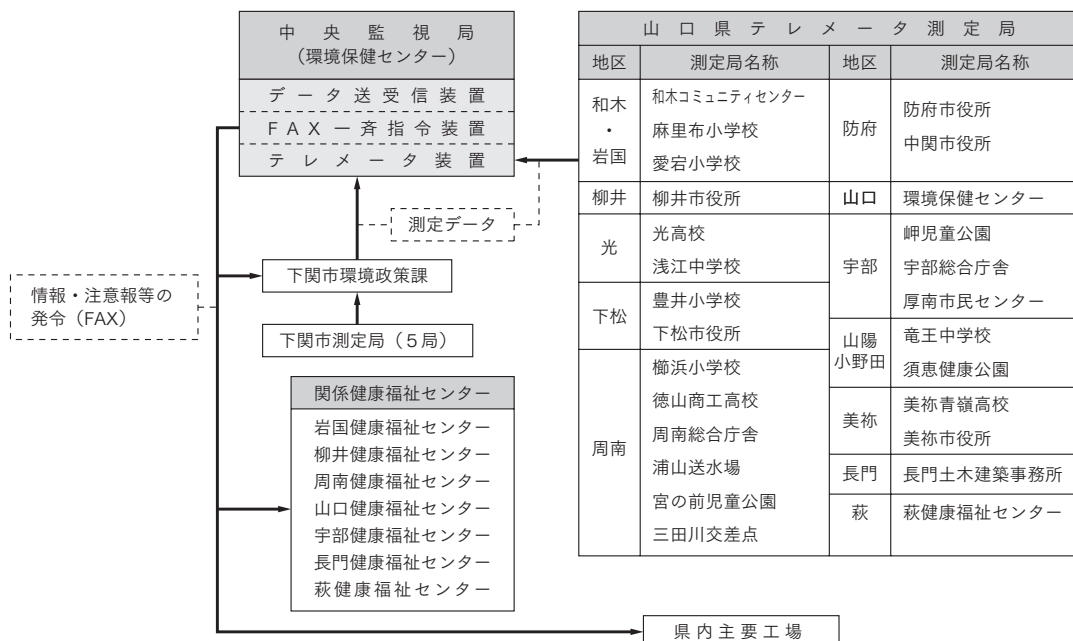 中央監視局
（環境保健センター）
データ送受信装置
FAX一斉指令装置
テレメータ装置
測定データ
情報・注意報等の
発令（FAX）
下関市環境政策課
下関市測定局（５局）
関係健康福祉センター
岩国健康福祉センター
柳井健康福祉センター
周南健康福祉センター
山口健康福祉センター
宇部健康福祉センター
長門健康福祉センター
萩健康福祉センター
山口県テレメータ測定局
地区 測定局名称 地区 測定局名称
和木
・
岩国
和木コミュニティセンター
麻里布小学校
愛宕小学校
柳井 柳井市役所
光
光高校
浅江中学校
下松
豊井小学校
下松市役所
周南
櫛浜小学校
徳山商工高校
周南総合庁舎
浦山送水場
宮の前児童公園
三田川交差点
防府
防府市役所
中関市役所
山口 環境保健センター
宇部
岬児童公園
宇部総合庁舎
厚南市民センター
山陽
小野田
竜王中学校
須恵健康公園
美祢
美祢青嶺高校
美祢市役所
長門 長門土木建築事務所
萩 萩健康福祉センター
県内主要工場